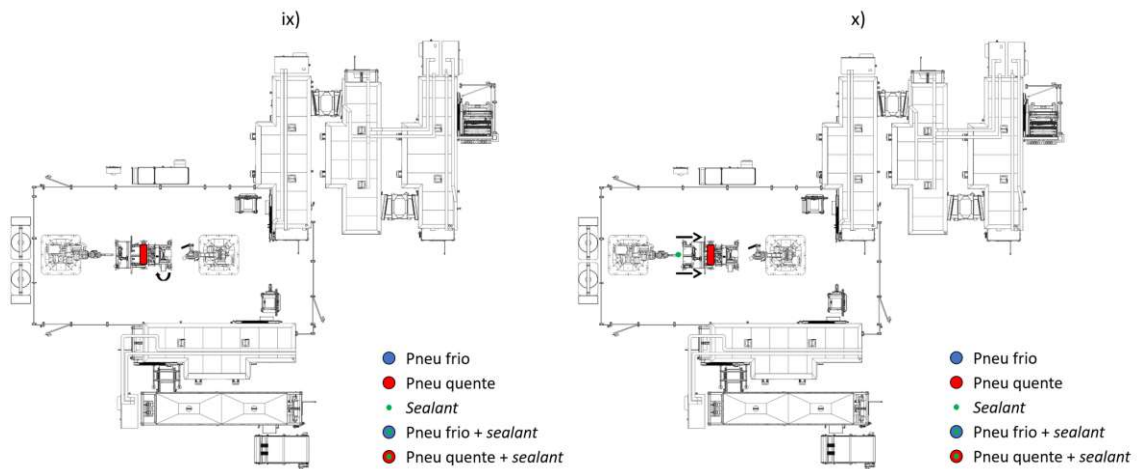 ix)
x)
Pneu frio
Pneu quente
Sealant
Pneu frio + sealant
Pneu quente + sealant
Pneu frio
Pneu quente
Sealant
Pneu frio + sealant
Pneu quente + sealant